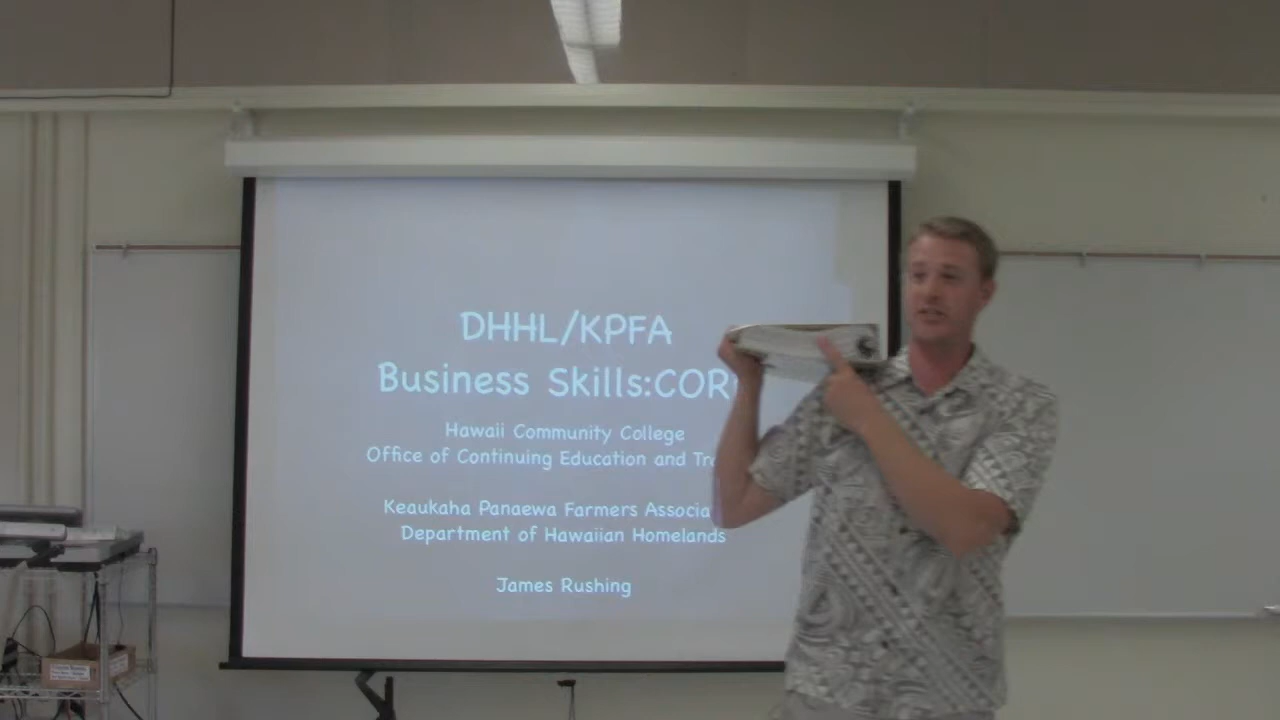 DHHL/KPFA
Business Skills:COR
Hawaii Community College
Office of Continuing Education and
Keaukaha Panaewa Farmers
Department of Hawaiian Homelands
James Rushing